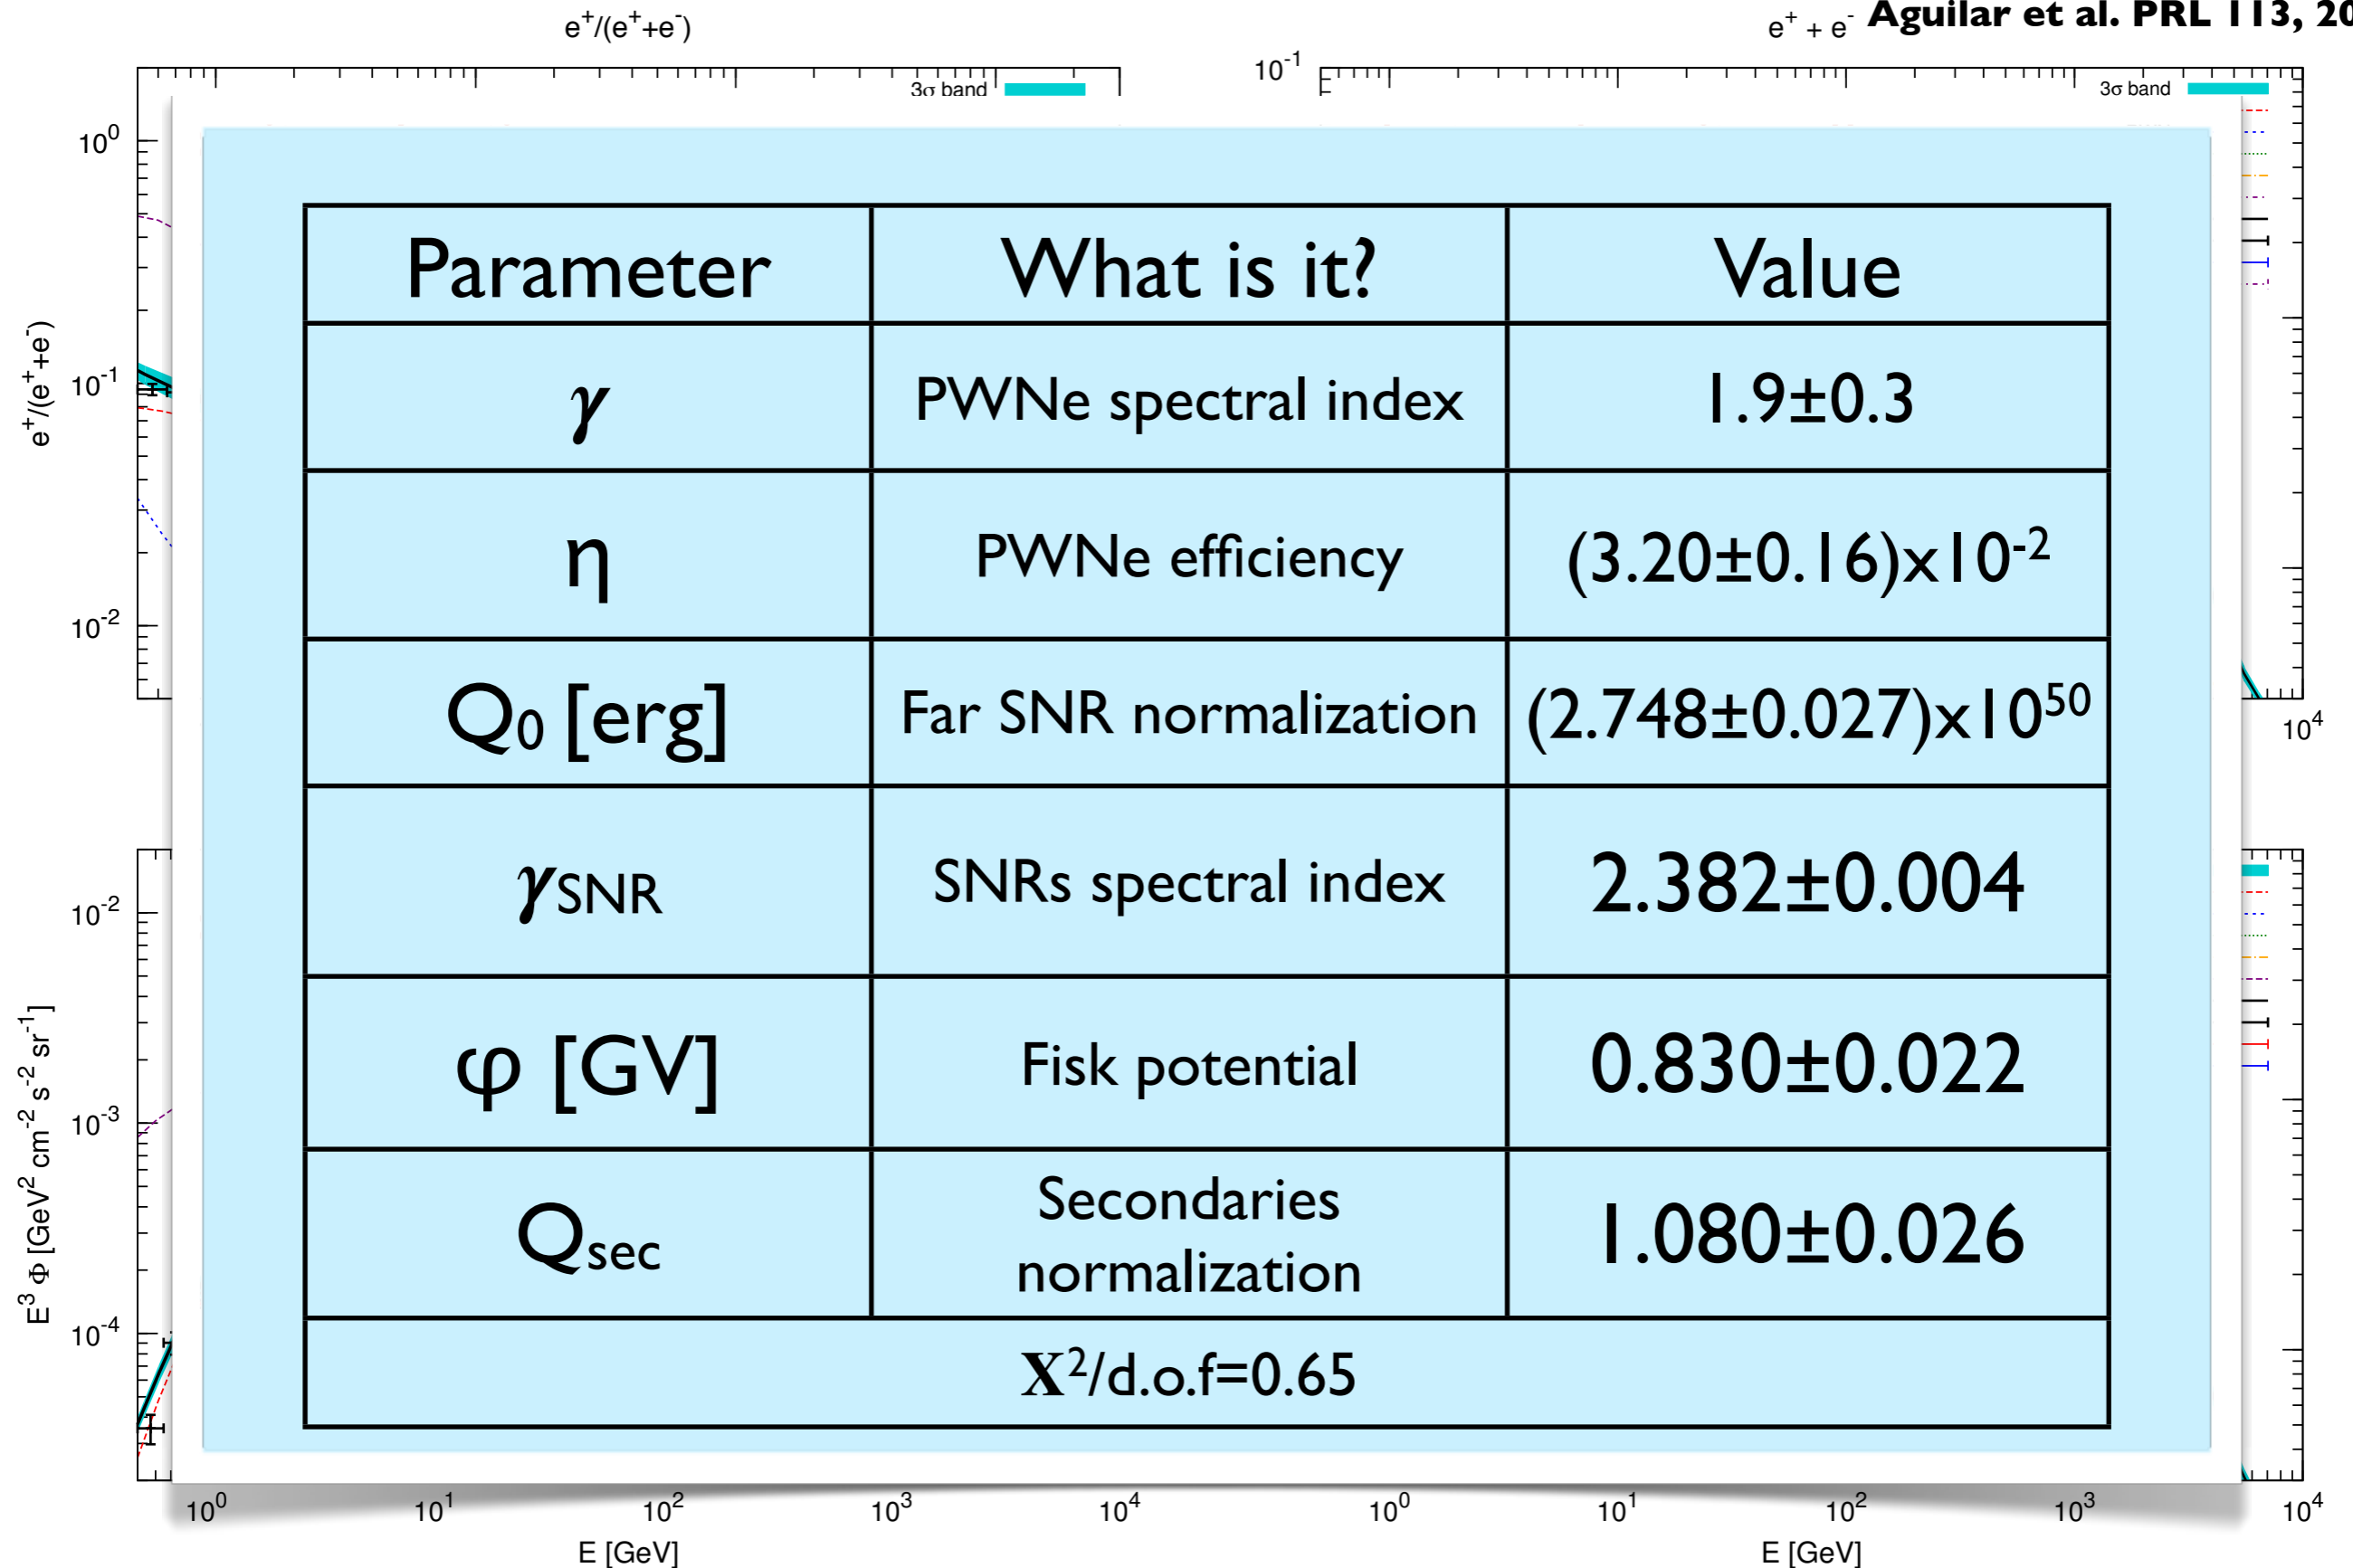 e⁺/(e⁺+e⁻)
e⁺ + e⁻ Aguilar et al. PRL 113, 20
3σ band
10⁻¹
3σ band
10⁰
10⁻¹
10⁻²
e⁺/(e⁺+e⁻)
Parameter What is it? Value
γ PWNe spectral index 1.9±0.3
η PWNe efficiency (3.20±0.16)x10⁻²
Q₀ [erg] Far SNR normalization (2.748±0.027)x10⁵⁰
γSNR SNRs spectral index 2.382±0.004
φ [GV] Fisk potential 0.830±0.022
Qsec Secondaries normalization 1.080±0.026
X²/d.o.f=0.65
10⁴
10⁻²
10⁻³
10⁻⁴
E³ Φ [GeV² cm⁻² s⁻² sr⁻¹]
10⁰ 10¹ 10² 10³ 10⁴ 10⁰ 10¹ 10² 10³ 10⁴
E [GeV] E [GeV]